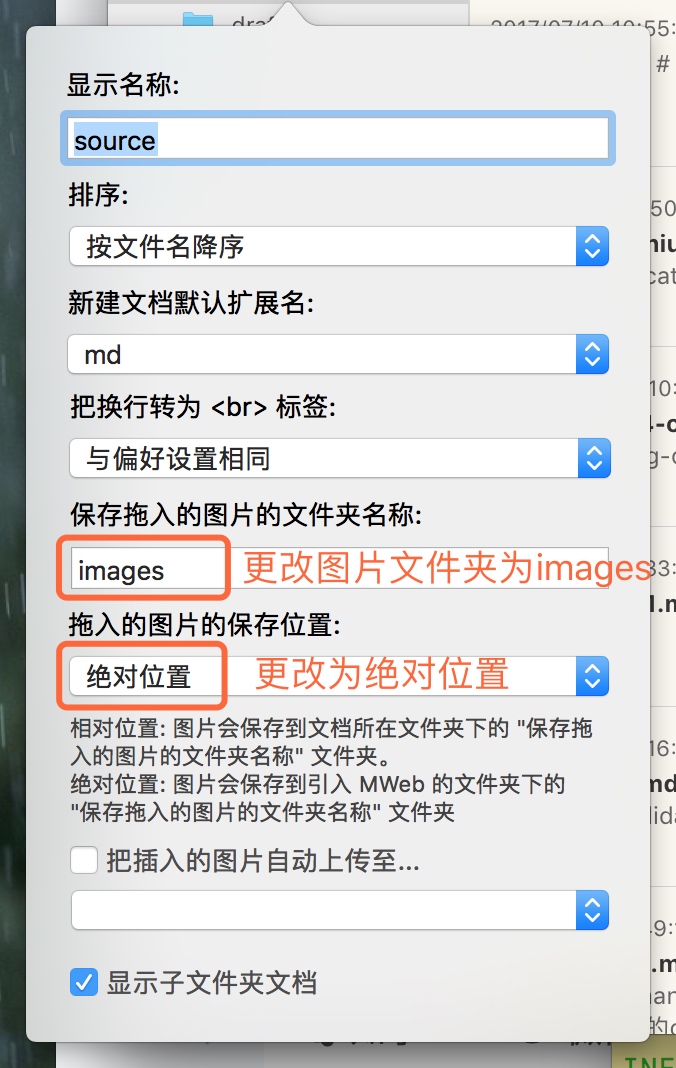 2017/07/10 10:55:
#
显示名称:
source
排序:
按文件名降序
新建文档默认扩展名:
md
把换行转为 <br> 标签:
与偏好设置相同
保存拖入的图片的文件夹名称:
images 更改图片文件夹为images
拖入的图片的保存位置:
绝对位置 更改为绝对位置
相对位置: 图片会保存到文档所在文件夹下的 "保存拖
入的图片的文件夹名称" 文件夹。
绝对位置: 图片会保存到引入 MWeb 的文件夹下的
"保存拖入的图片的文件夹名称" 文件夹
把插入的图片自动上传至...
显示子文件夹文档